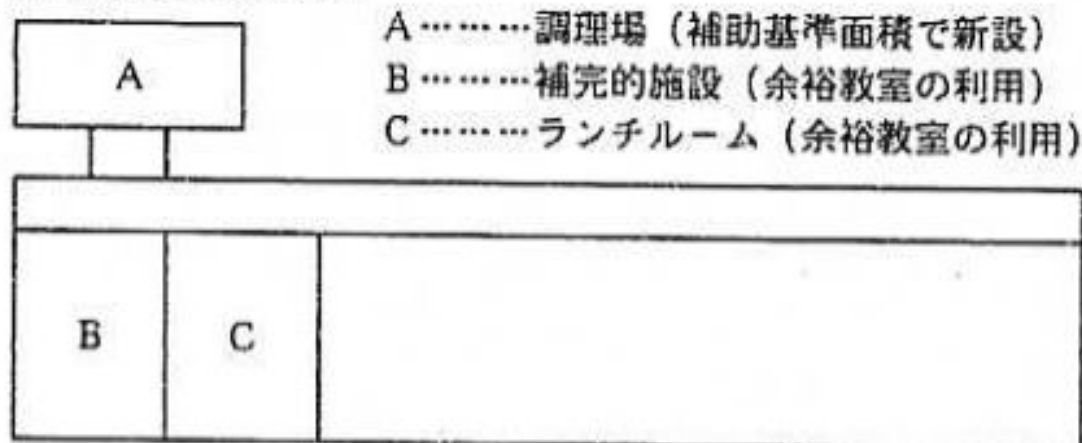 A………調理場（補助基準面積で新設）
B………補完的施設（余裕教室の利用）
C………ランチルーム（余裕教室の利用）
A
B
C